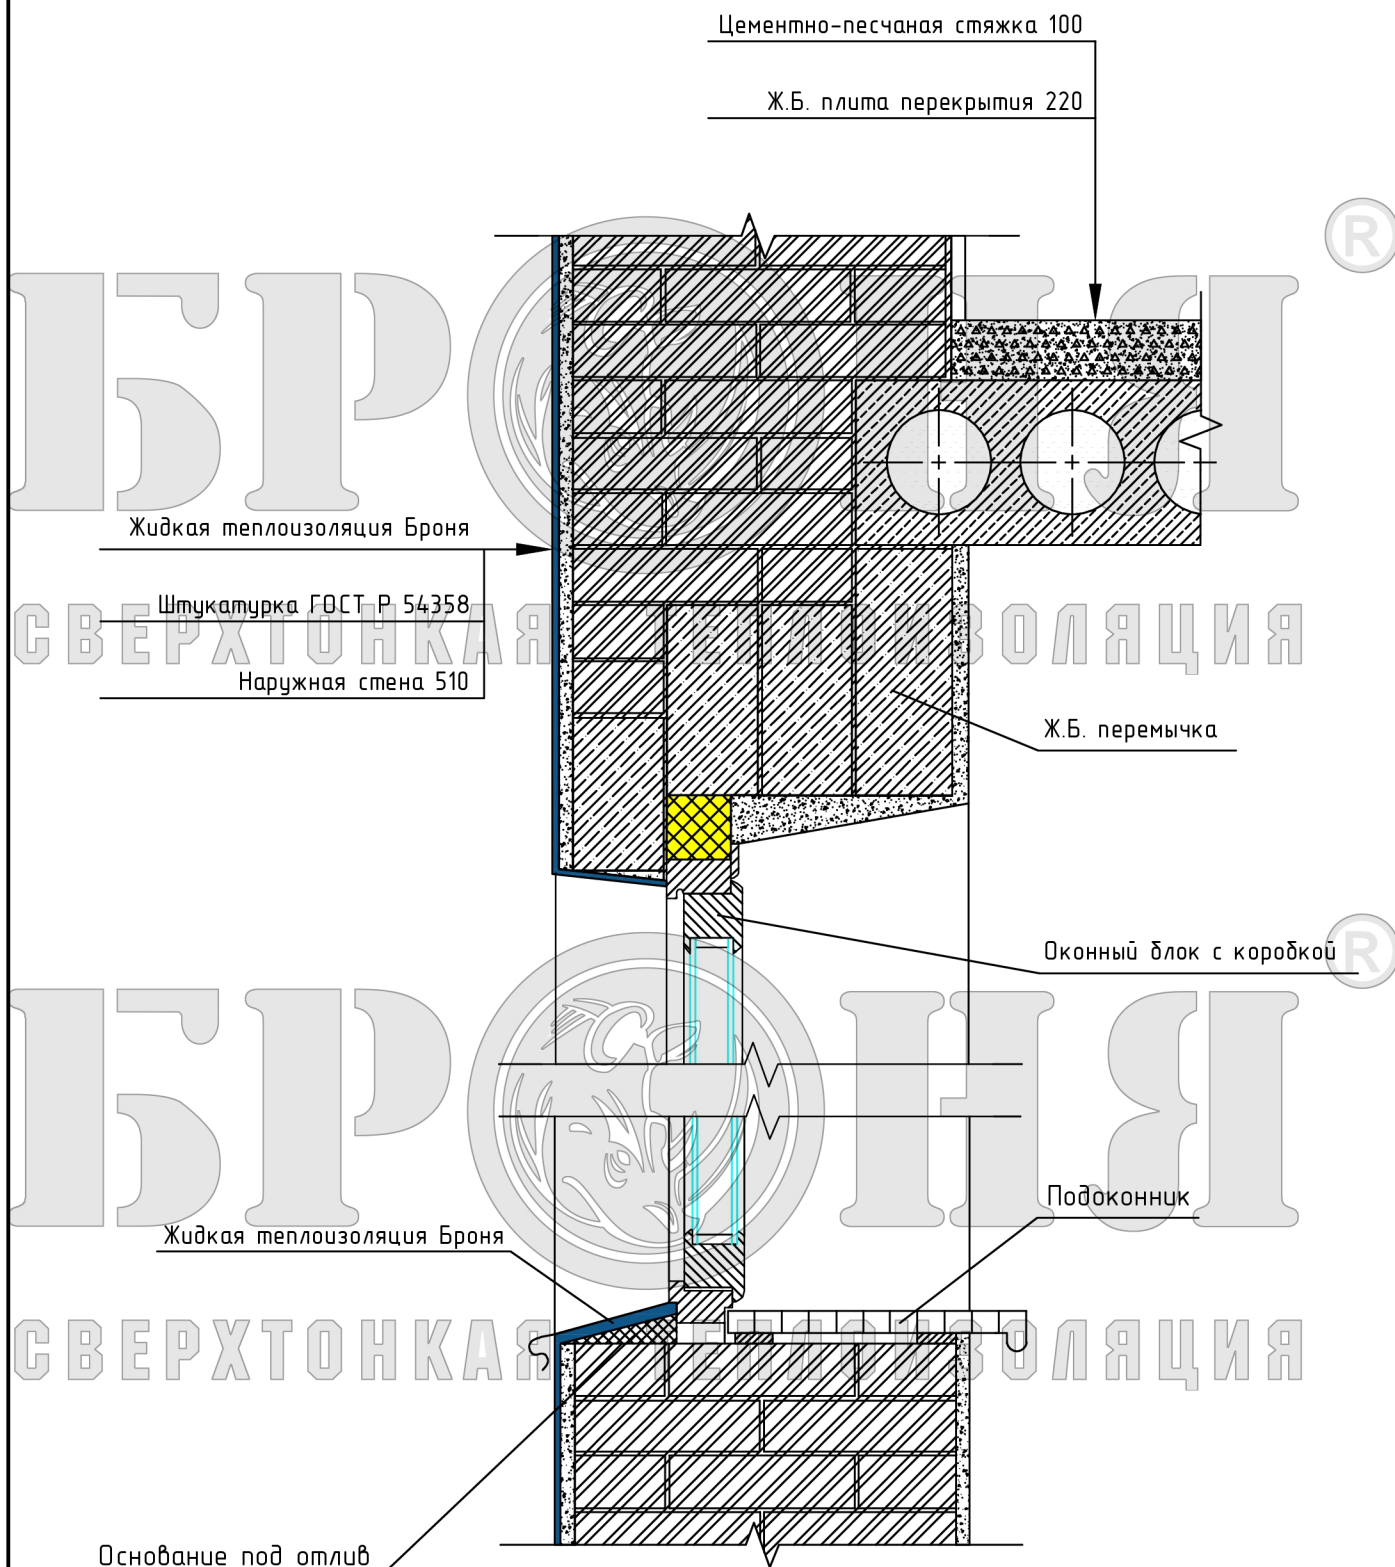 Цементно-песчаная стяжка 100
Ж.Б. плита перекрытия 220
БРОНЯ ®
Жидкая теплоизоляция Броня
Штукатурка ГОСТ Р 54358
СВЕРХТОНКАЯ ТЕПЛОИЗОЛЯЦИЯ
Наружная стена 510
Ж.Б. перемычка
Оконный блок с коробкой
БРОНЯ ®
Подоконник
Жидкая теплоизоляция Броня
СВЕРХТОНКАЯ ТЕПЛОИЗОЛЯЦИЯ
Основание под отлив